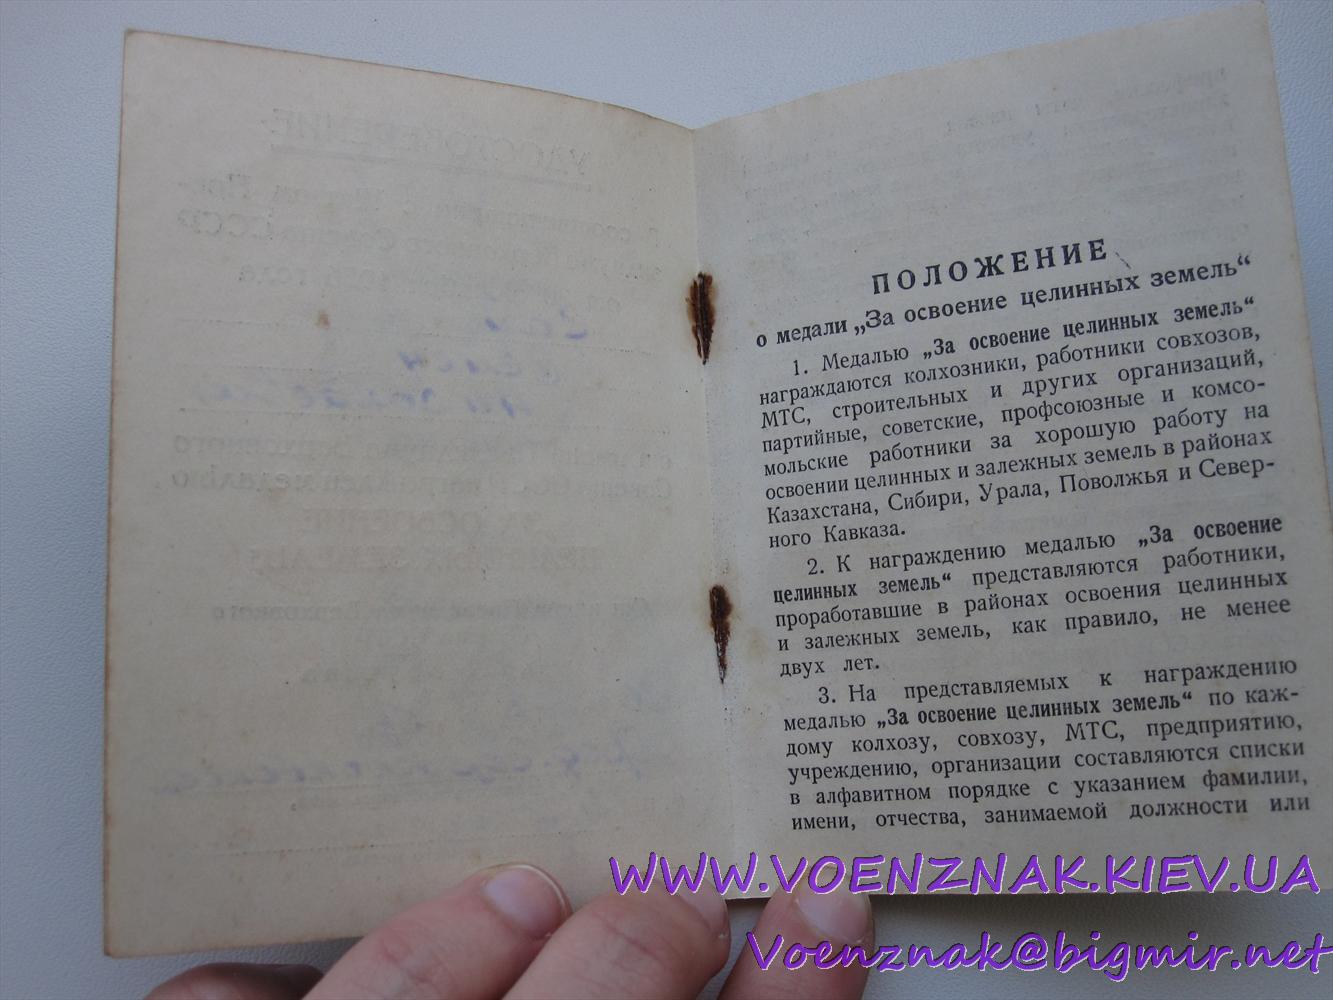 ПОЛОЖЕНИЕ
о медали „За освоение целинных земель“
1. Медалью „За освоение целинных земель“
награждаются колхозники, работники совхозов,
МТС, строительных и других организаций,
партийные, советские, профсоюзные и комсо-
мольские работники за хорошую работу на
освоении целинных и залежных земель в районах
Казахстана, Сибири, Урала, Поволжья и Север-
ного Кавказа.
2. К награждению медалью „За освоение
целинных земель“ представляются работники,
проработавшие в районах освоения целинных
и залежных земель, как правило, не менее
двух лет.
3. На представляемых к награждению
медалью „За освоение целинных земель“ по каж-
дому колхозу, совхозу, МТС, предприятию,
учреждению, организации составляются списки
в алфавитном порядке с указанием фамилии,
имени, отчества, занимаемой должности или
WWW.VOENZNAK.KIEV.UA
Voenznak@bigmir.net